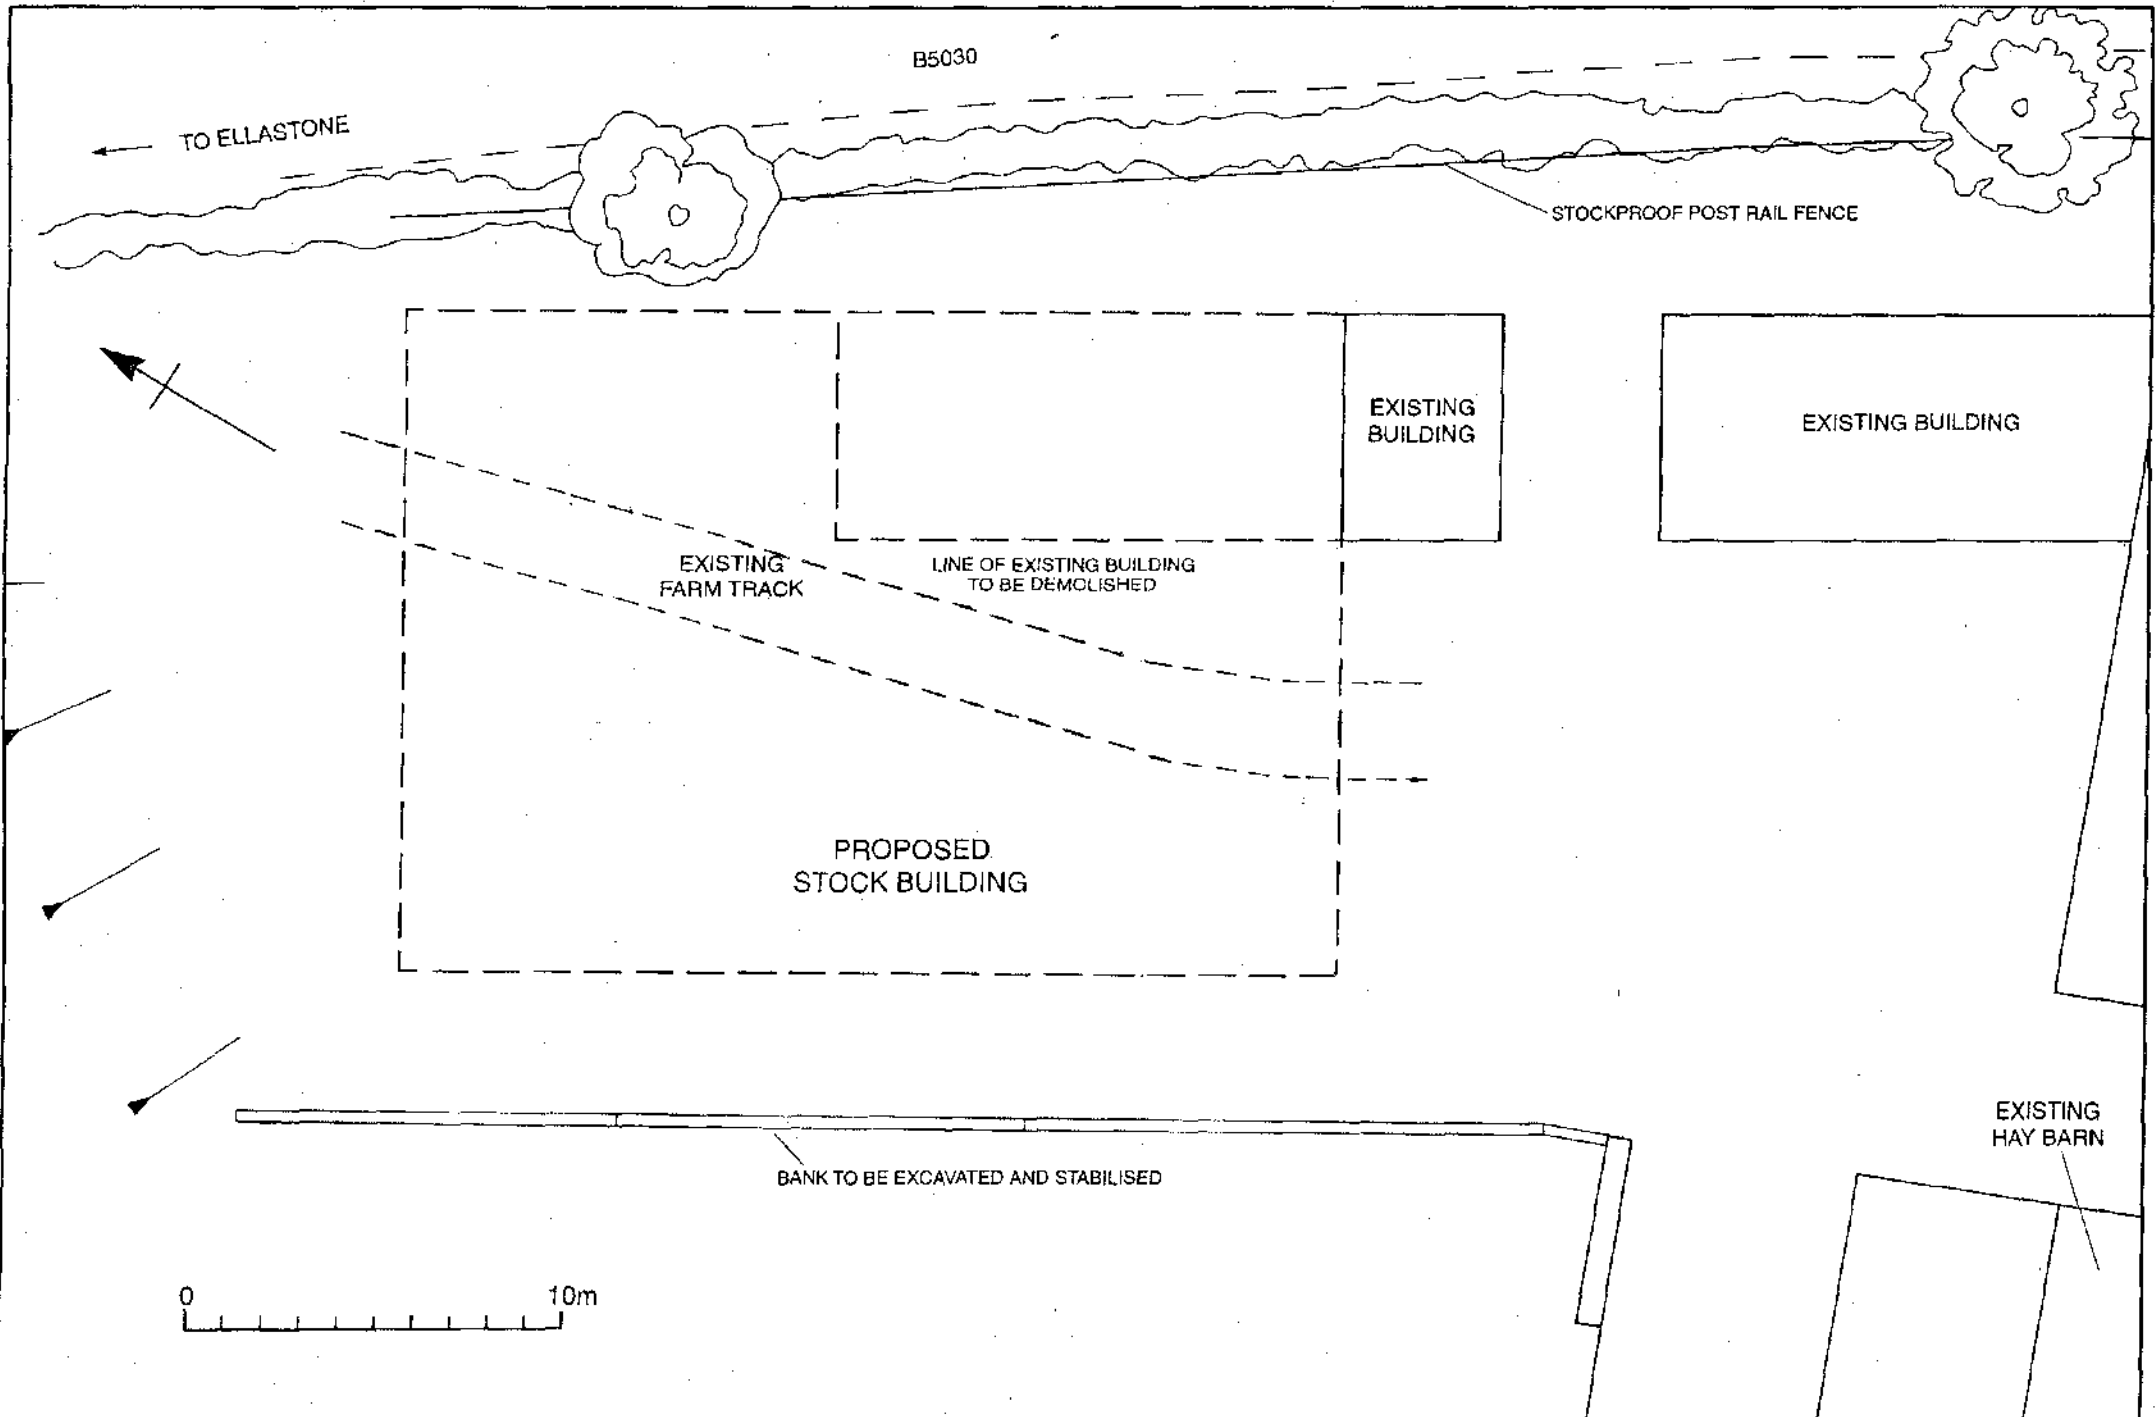 B5030
TO ELLASTONE
STOCKPROOF POST RAIL FENCE
EXISTING
BUILDING
EXISTING BUILDING
EXISTING
FARM TRACK
LINE OF EXISTING BUILDING
TO BE DEMOLISHED
PROPOSED
STOCK BUILDING
EXISTING
HAY BARN
BANK TO BE EXCAVATED AND STABILISED
0 10m